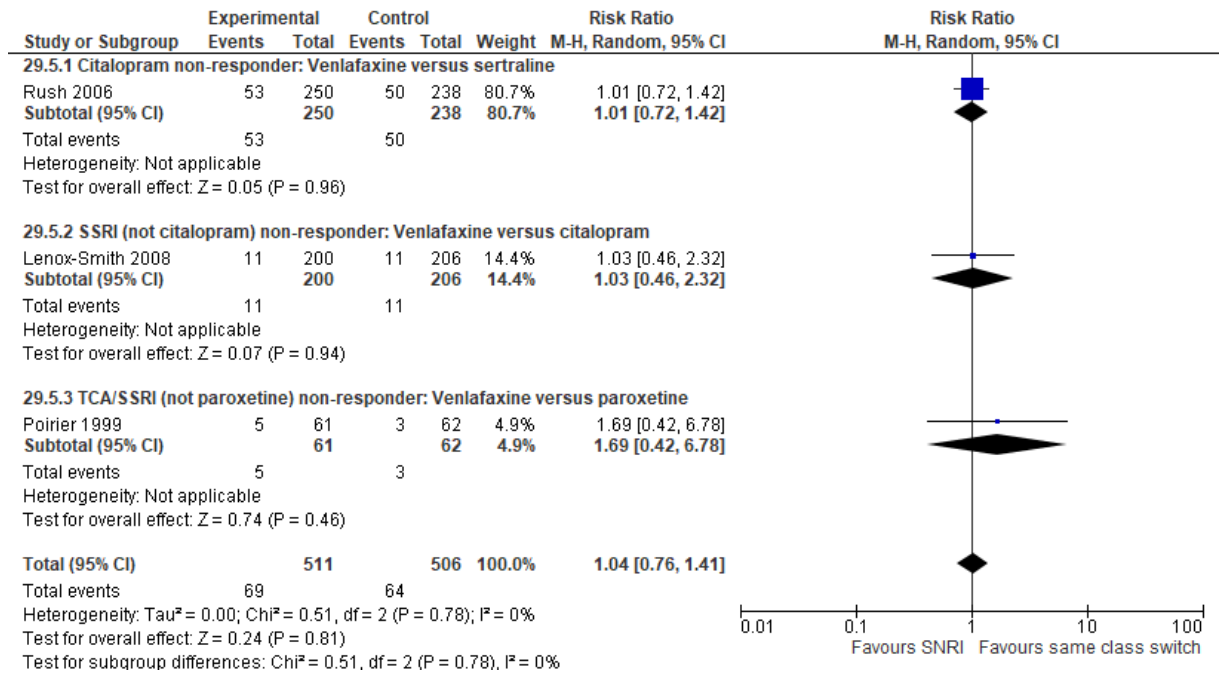 Experimental Control Risk Ratio Risk Ratio
Study or Subgroup Events Total Events Total Weight M-H, Random, 95% CI M-H, Random, 95% CI
29.5.1 Citalopram non-responder: Venlafaxine versus sertraline
Rush 2006 53 250 50 238 80.7% 1.01 [0.72, 1.42]
Subtotal (95% CI) 250 238 80.7% 1.01 [0.72, 1.42]
Total events 53 50
Heterogeneity: Not applicable
Test for overall effect: Z = 0.05 (P = 0.96)
29.5.2 SSRI (not citalopram) non-responder: Venlafaxine versus citalopram
Lenox-Smith 2008 11 200 11 206 14.4% 1.03 [0.46, 2.32]
Subtotal (95% CI) 200 206 14.4% 1.03 [0.46, 2.32]
Total events 11 11
Heterogeneity: Not applicable
Test for overall effect: Z = 0.07 (P = 0.94)
29.5.3 TCA/SSRI (not paroxetine) non-responder: Venlafaxine versus paroxetine
Poirier 1999 5 61 3 62 4.9% 1.69 [0.42, 6.78]
Subtotal (95% CI) 61 62 4.9% 1.69 [0.42, 6.78]
Total events 5 3
Heterogeneity: Not applicable
Test for overall effect: Z = 0.74 (P = 0.46)
Total (95% CI) 511 506 100.0% 1.04 [0.76, 1.41]
Total events 69 64
Heterogeneity: Tau² = 0.00; Chi² = 0.51, df = 2 (P = 0.78); I² = 0%
Test for overall effect: Z = 0.24 (P = 0.81)
Test for subgroup differences: Chi² = 0.51, df = 2 (P = 0.78), I² = 0%
0.01 0.1 1 10 100
Favours SNRI Favours same class switch